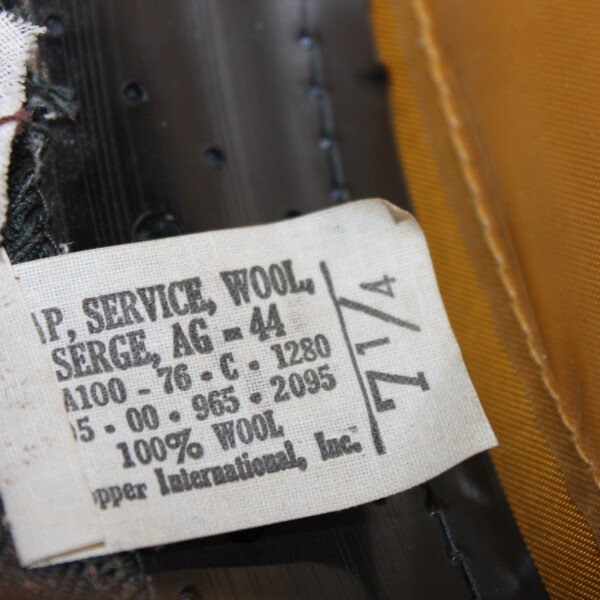 AP, SERVICE, WOOL,
SERGE, AG - 44
A100 - 76 - C - 1280
5 - 00 - 965 - 2095
100% WOOL
opper International, Inc.
7 1/4